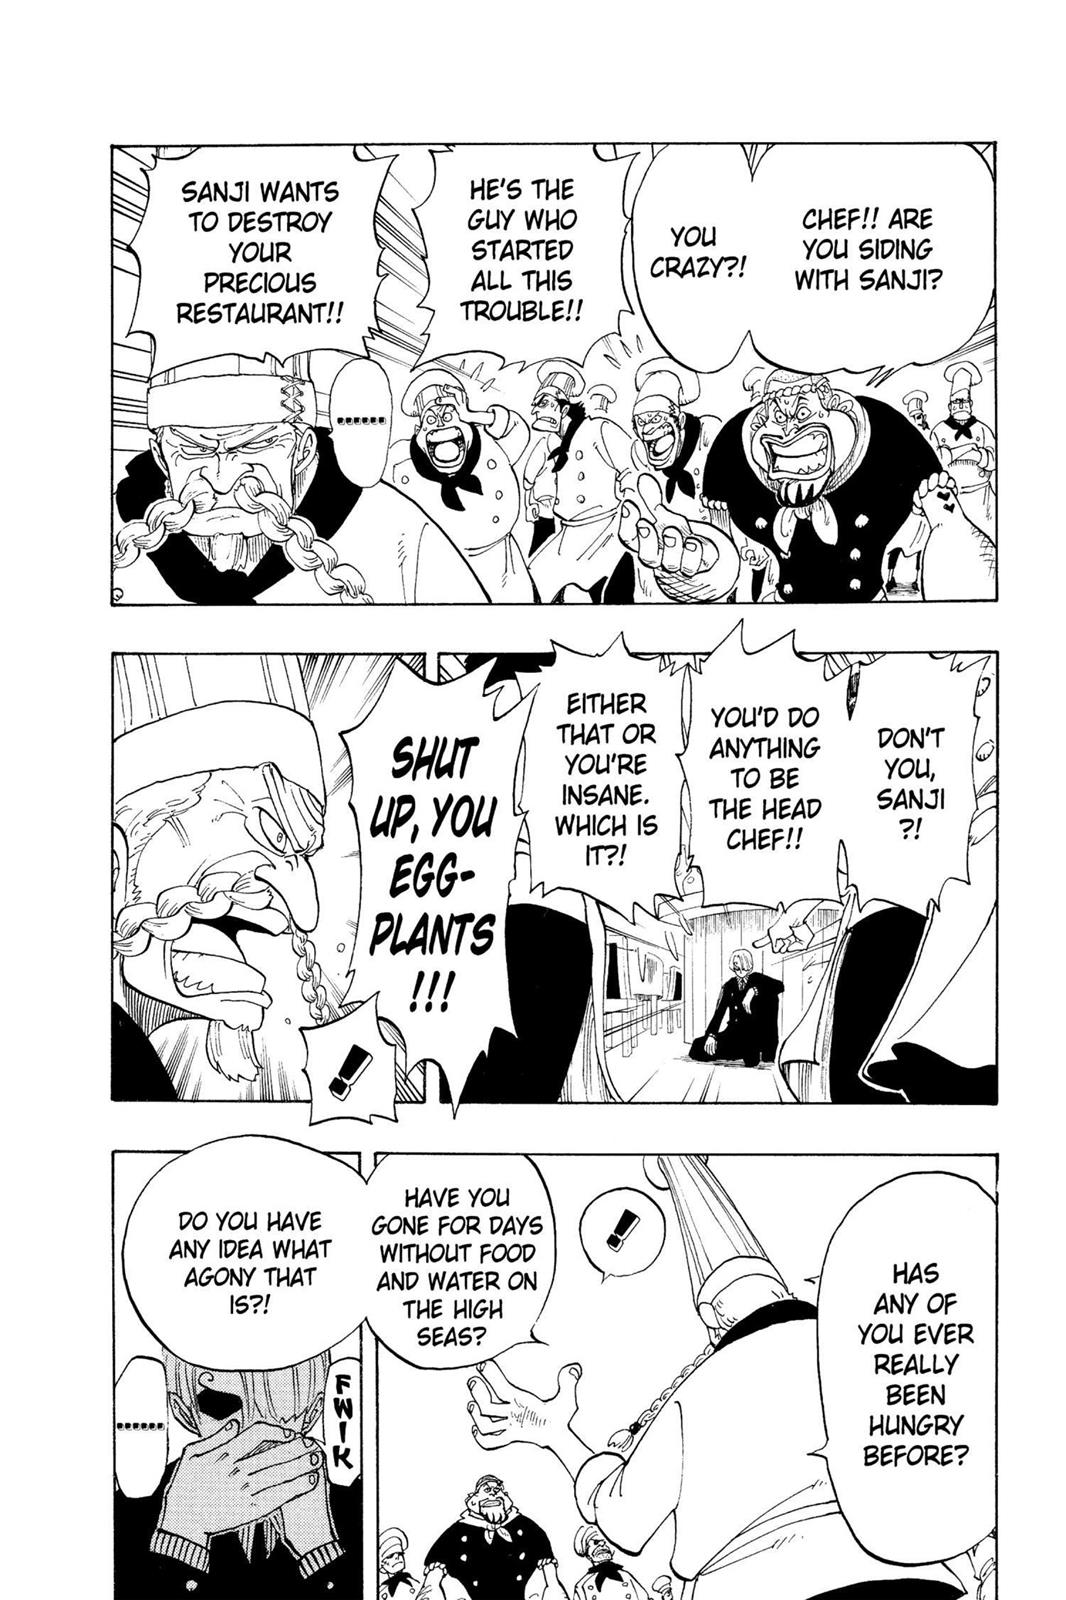 CHEF!! ARE
YOU SIDING
WITH SANJI?
YOU
CRAZY?!
HE'S THE
GUY WHO
STARTED
ALL THIS
TROUBLE!!
SANJI WANTS
TO DESTROY
YOUR
PRECIOUS
RESTAURANT!!
.......
DON'T
YOU,
SANJI
?!
YOU'D DO
ANYTHING
TO BE
THE HEAD
CHEF!!
EITHER
THAT OR
YOU'RE
INSANE.
WHICH IS
IT?!
SHUT
UP, YOU
EGG-
PLANTS
!!!
!
HAS
ANY OF
YOU EVER
REALLY
BEEN
HUNGRY
BEFORE?
!
HAVE YOU
GONE FOR DAYS
WITHOUT FOOD
AND WATER ON
THE HIGH
SEAS?
DO YOU HAVE
ANY IDEA WHAT
AGONY THAT
IS?!
FWIK
.......